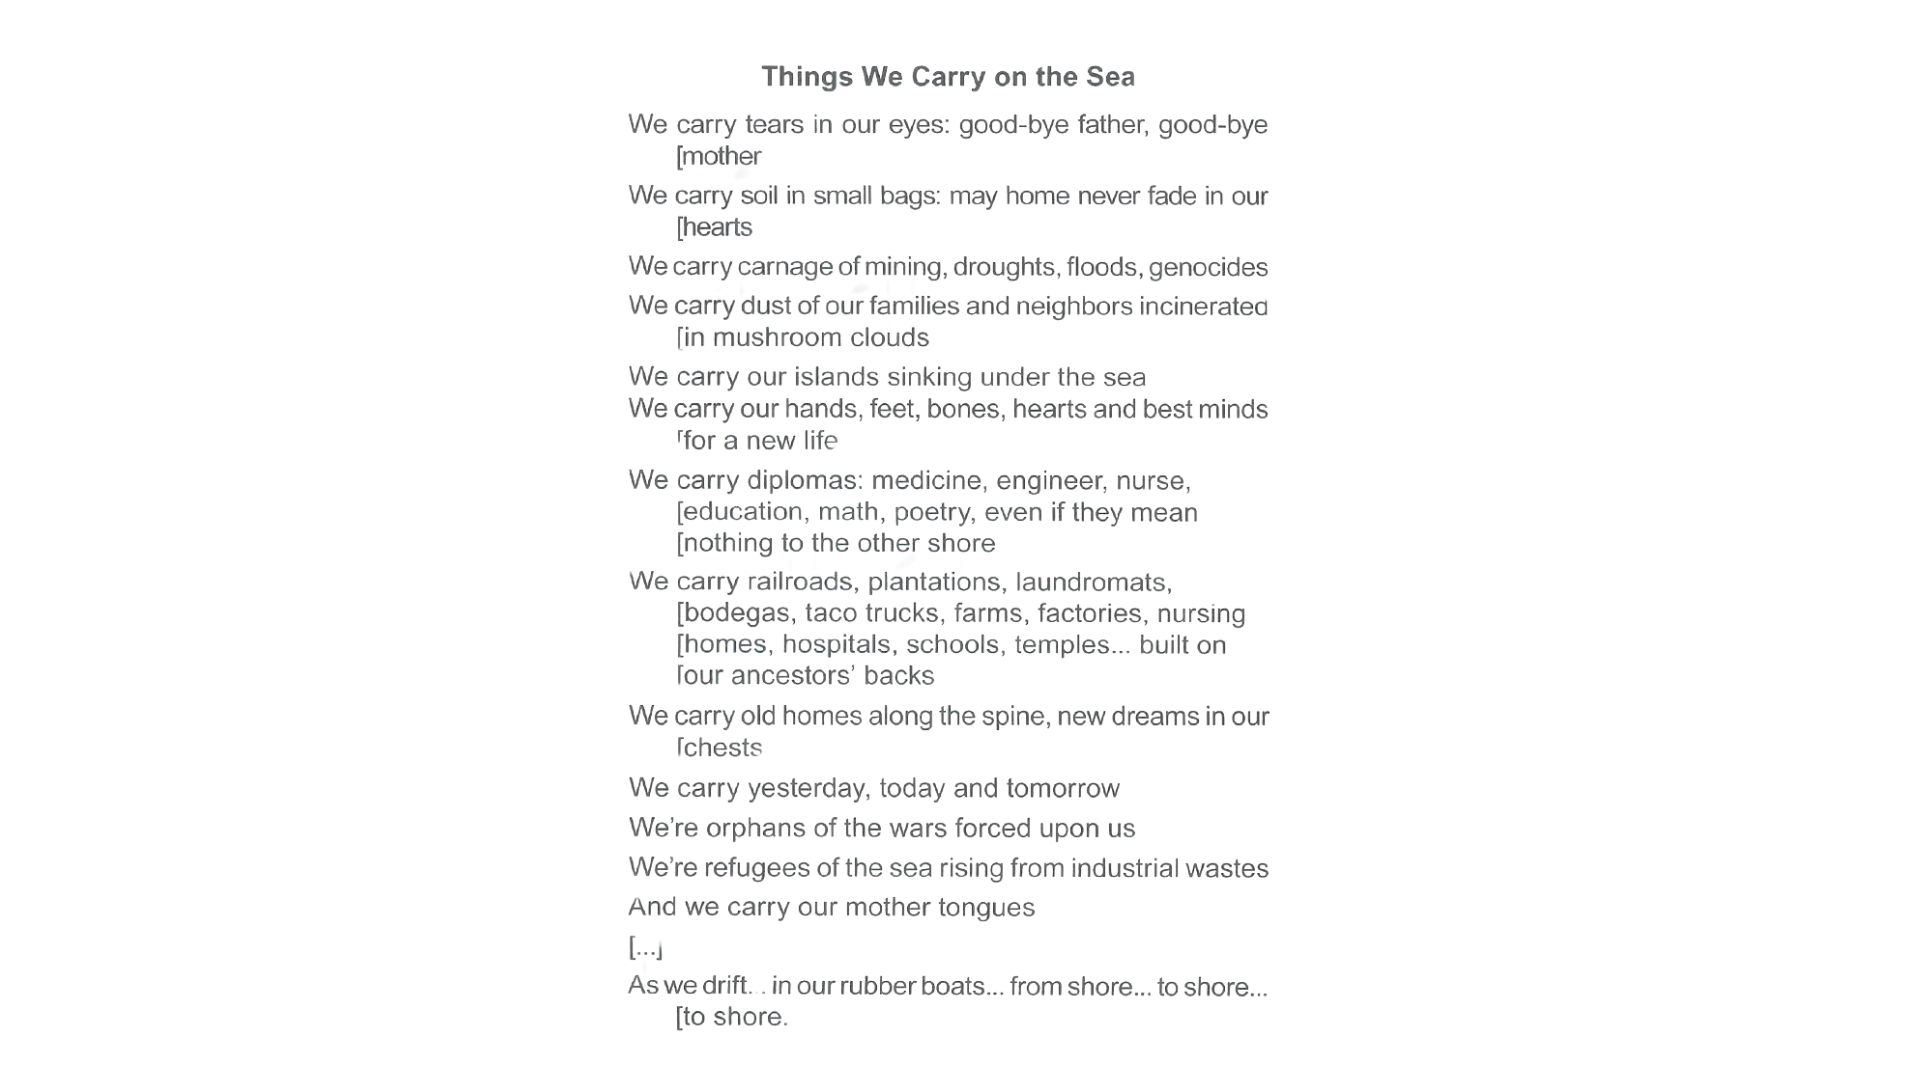 Things We Carry on the Sea
We carry tears in our eyes: good-bye father, good-bye
[mother
We carry soil in small bags: may home never fade in our
[hearts
We carry carnage of mining, droughts, floods, genocides
We carry dust of our families and neighbors incinerated
[in mushroom clouds
We carry our islands sinking under the sea
We carry our hands, feet, bones, hearts and best minds
[for a new life
We carry diplomas: medicine, engineer, nurse,
[education, math, poetry, even if they mean
[nothing to the other shore
We carry railroads, plantations, laundromats,
[bodegas, taco trucks, farms, factories, nursing
[homes, hospitals, schools, temples... built on
[our ancestors' backs
We carry old homes along the spine, new dreams in our
[chests
We carry yesterday, today and tomorrow
We're orphans of the wars forced upon us
We're refugees of the sea rising from industrial wastes
And we carry our mother tongues
[...]
As we drift... in our rubber boats... from shore... to shore...
[to shore.